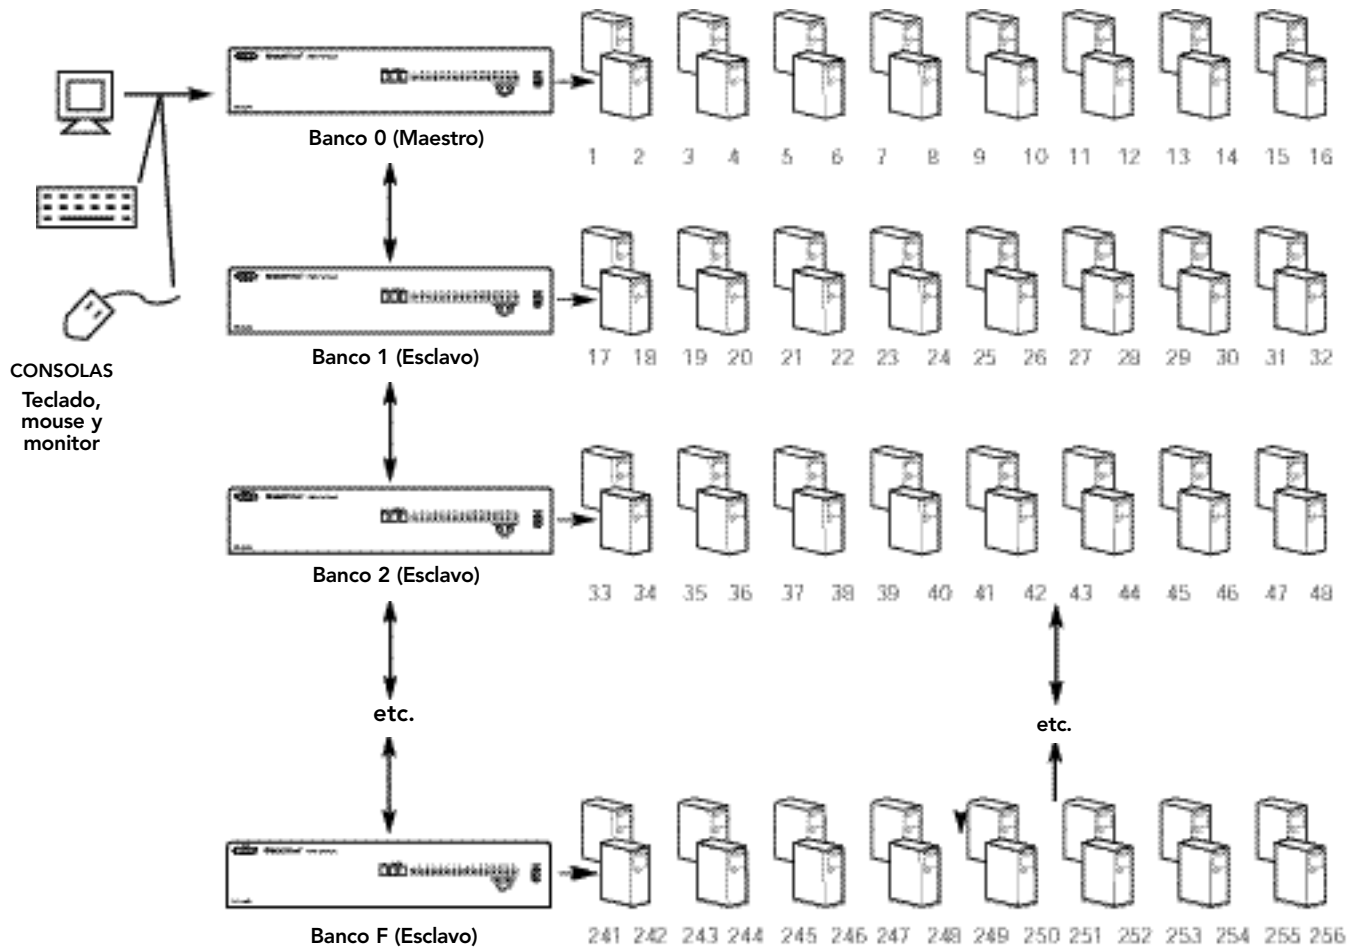 Banco 0 (Maestro)
1 2 3 4 5 6 7 8 9 10 11 12 13 14 15 16
Banco 1 (Esclavo)
17 18 19 20 21 22 23 24 25 26 27 28 29 30 31 32
CONSOLAS
Teclado,
mouse y
monitor
Banco 2 (Esclavo)
33 34 35 36 37 38 39 40 41 42 43 44 45 46 47 48
etc.
etc.
Banco F (Esclavo)
241 242 243 244 245 246 247 248 249 250 251 252 253 254 255 256